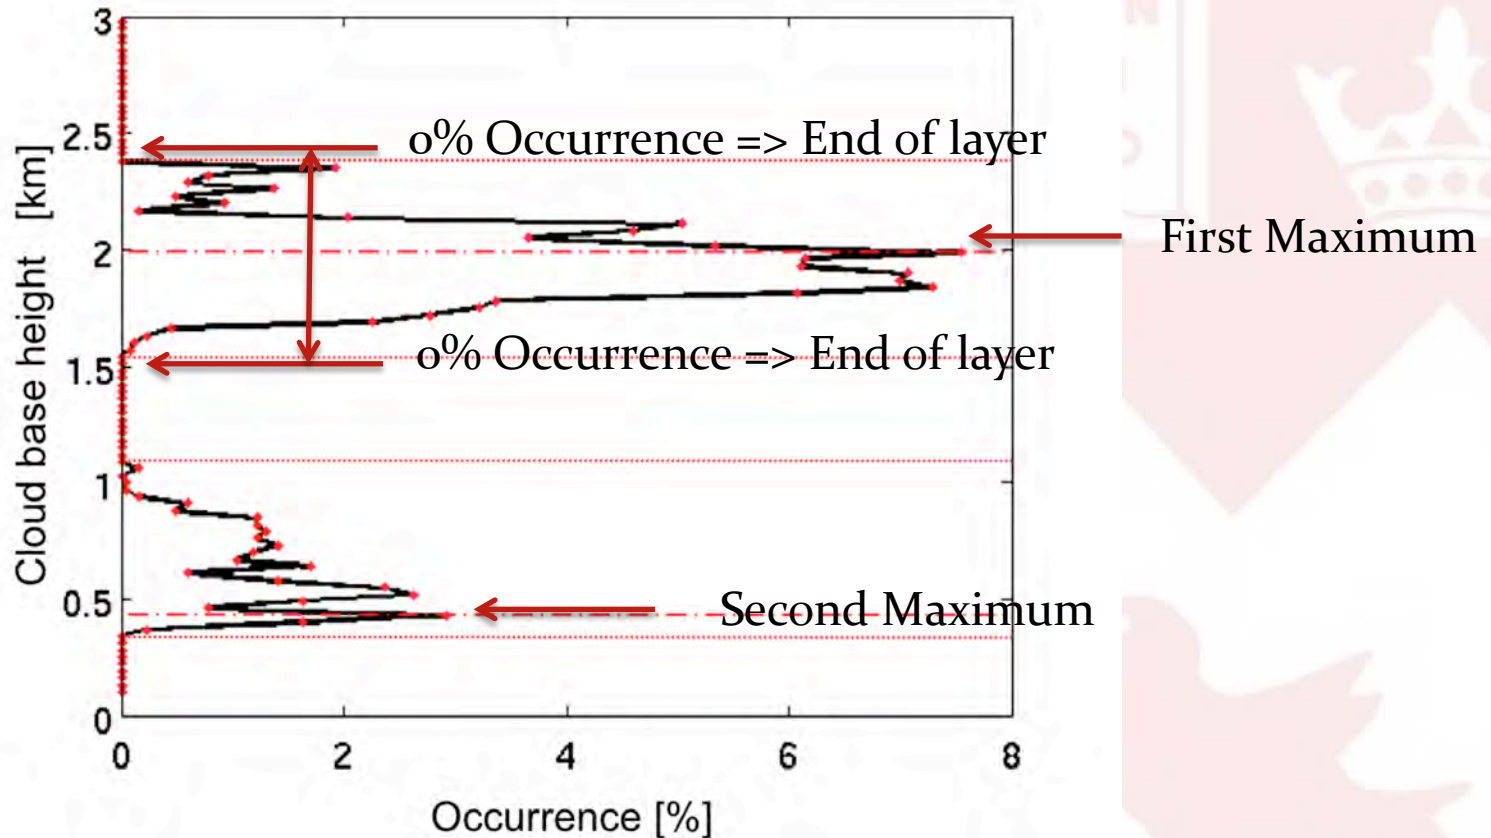 3
2.5
o% Occurrence => End of layer
2
First Maximum
o% Occurrence => End of layer
1.5
1
0.5
Second Maximum
0
0 2 4 6 8
Cloud base height [km]
Occurrence [%]
N